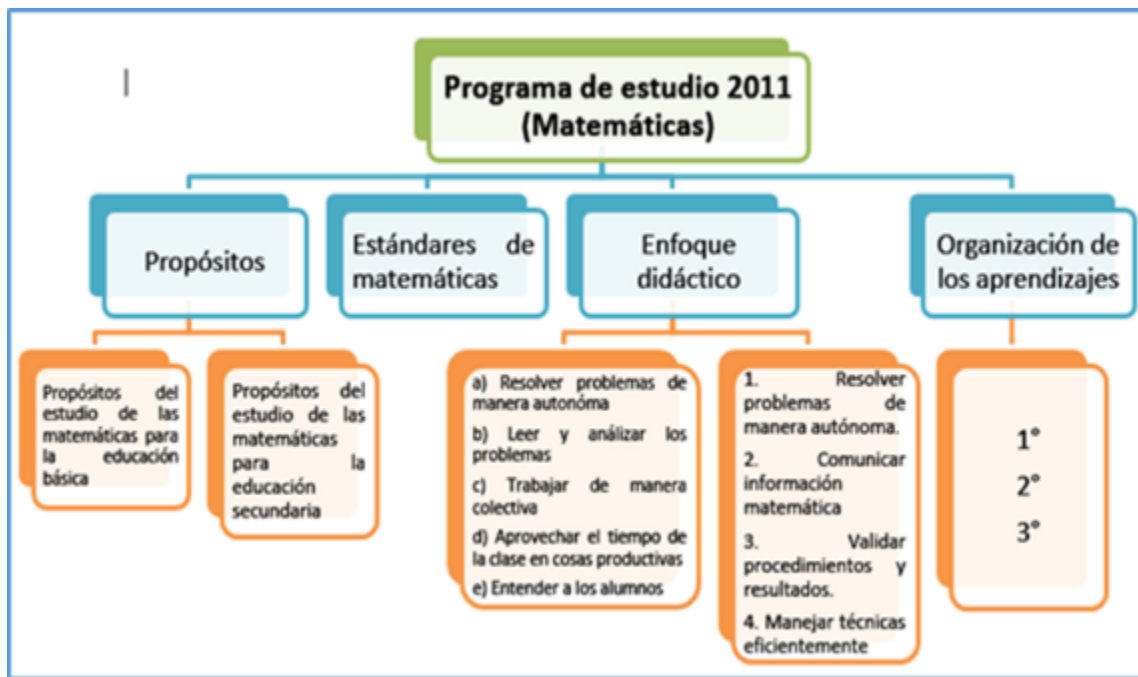 Programa de estudio 2011
(Matemáticas)
Propósitos
Estándares de
matemáticas
Enfoque
didáctico
Organización de
los aprendizajes
Propósitos del
estudio de las
matemáticas para
la educación
básica
Propósitos del
estudio de las
matemáticas
para la
educación
secundaria
a) Resolver problemas de
manera autonóma
b) Leer y análizar los
problemas
c) Trabajar de manera
colectiva
d) Aprovechar el tiempo de
la clase en cosas productivas
e) Entender a los alumnos
1. Resolver
problemas de
manera autónoma.
2. Comunicar
información
matemática
3. Validar
procedimientos y
resultados.
4. Manejar técnicas
eficientemente
1°
2°
3°